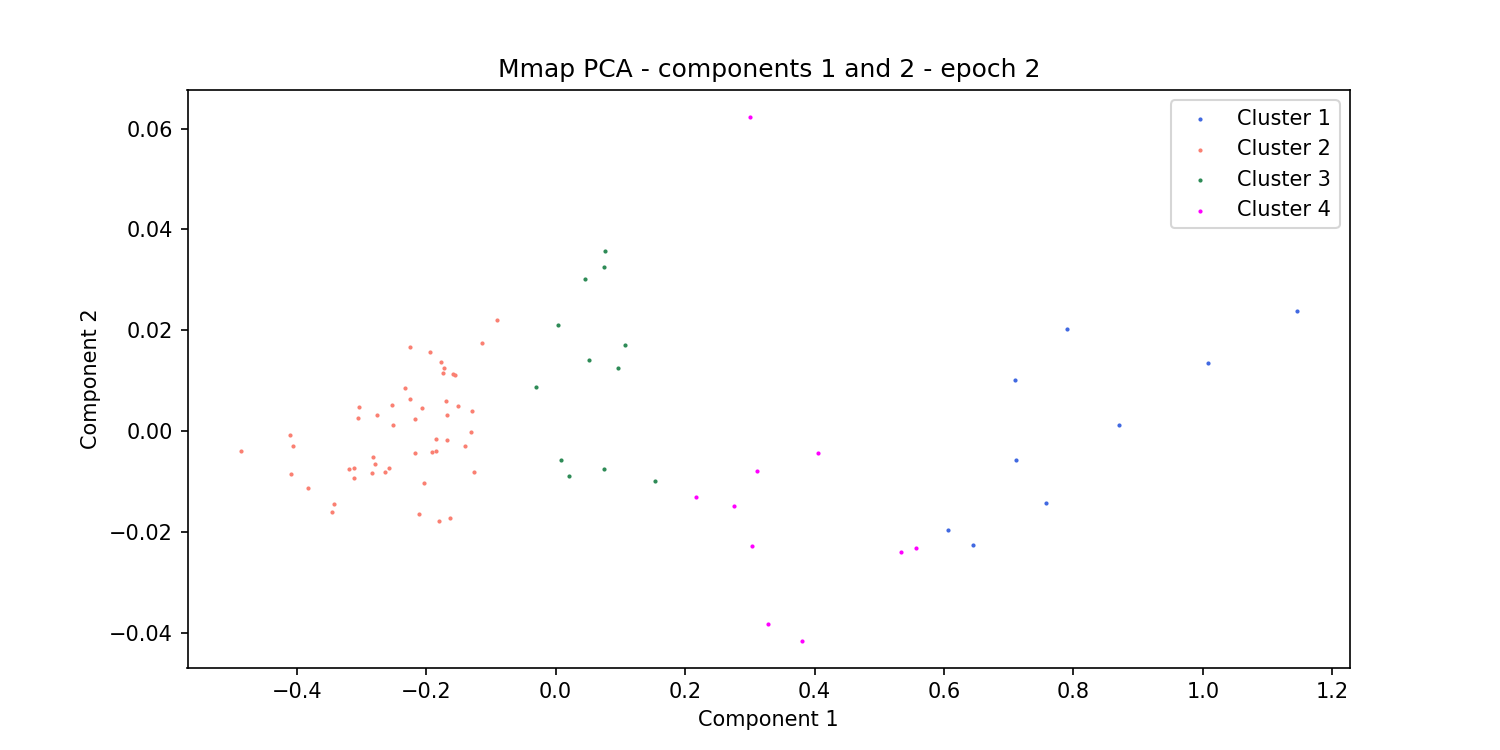 Mmap PCA - components 1 and 2 - epoch 2
Cluster 1
Cluster 2
Cluster 3
Cluster 4
Component 2
0.06
0.04
0.02
0.00
−0.02
−0.04
−0.4
−0.2
0.0
0.2
0.4
0.6
0.8
1.0
1.2
Component 1